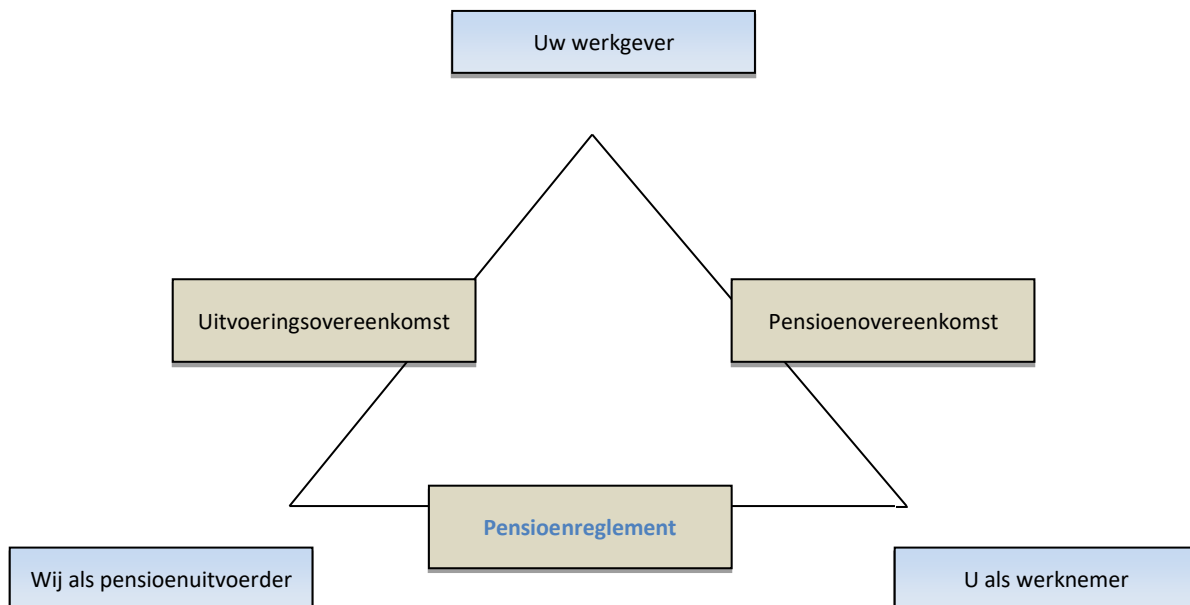 Uw werkgever
Uitvoeringsovereenkomst
Pensioenovereenkomst
Pensioenreglement
Wij als pensioenuitvoerder
U als werknemer